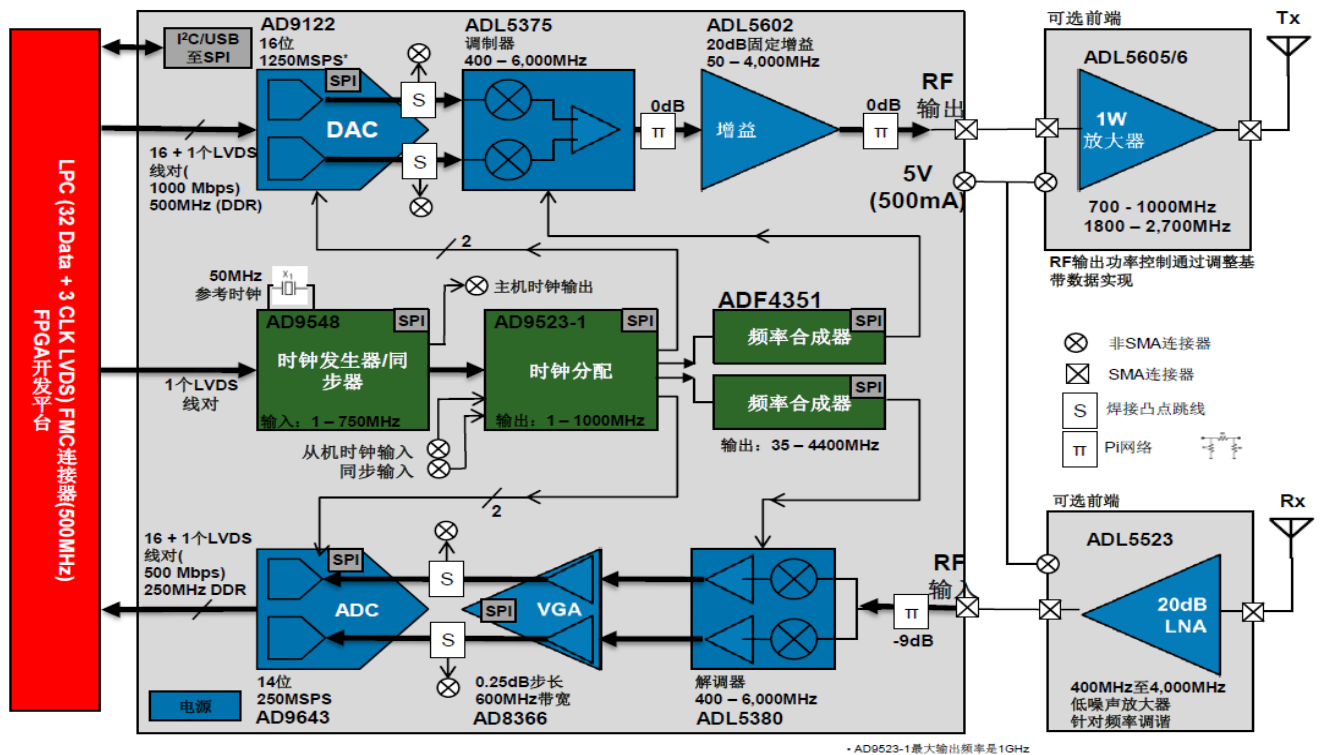 I²C/USB
至SPI
AD9122
16位
1250MSPS*
SPI
DAC
S
S
ADL5375
调制器
400 – 6,000MHz
0dB
π
ADL5602
20dB固定增益
50 – 4,000MHz
增益
0dB
π
RF
输出
5V
(500mA)
可选前端
Tx
ADL5605/6
1W
放大器
700 - 1000MHz
1800 – 2,700MHz
RF输出功率控制通过调整基
带数据实现
LPC (32 Data + 3 CLK LVDS) FMC连接器(500MHz)
FPGA开发平台
16 + 1个LVDS
线对(
1000 Mbps)
500MHz (DDR)
2
50MHz
参考时钟
X1
主机时钟输出
AD9548
SPI
时钟发生器/同
步器
输入：1 – 750MHz
1个LVDS
线对
AD9523-1
SPI
时钟分配
输出：1 – 1000MHz
从机时钟输入
同步输入
ADF4351
SPI
频率合成器
SPI
频率合成器
输出：35 – 4400MHz
非SMA连接器
SMA连接器
S
焊接凸点跳线
π
Pi网络
2
16 + 1个LVDS
线对(
500 Mbps)
250MHz DDR
SPI
ADC
14位
250MSPS
AD9643
S
S
SPI
VGA
0.25dB步长
600MHz带宽
AD8366
解调器
400 – 6,000MHz
ADL5380
π
-9dB
RF
输入
可选前端
Rx
ADL5523
20dB
LNA
400MHz至4,000MHz
低噪声放大器
针对频率调谐
电源
- AD9523-1最大输出频率是1GHz